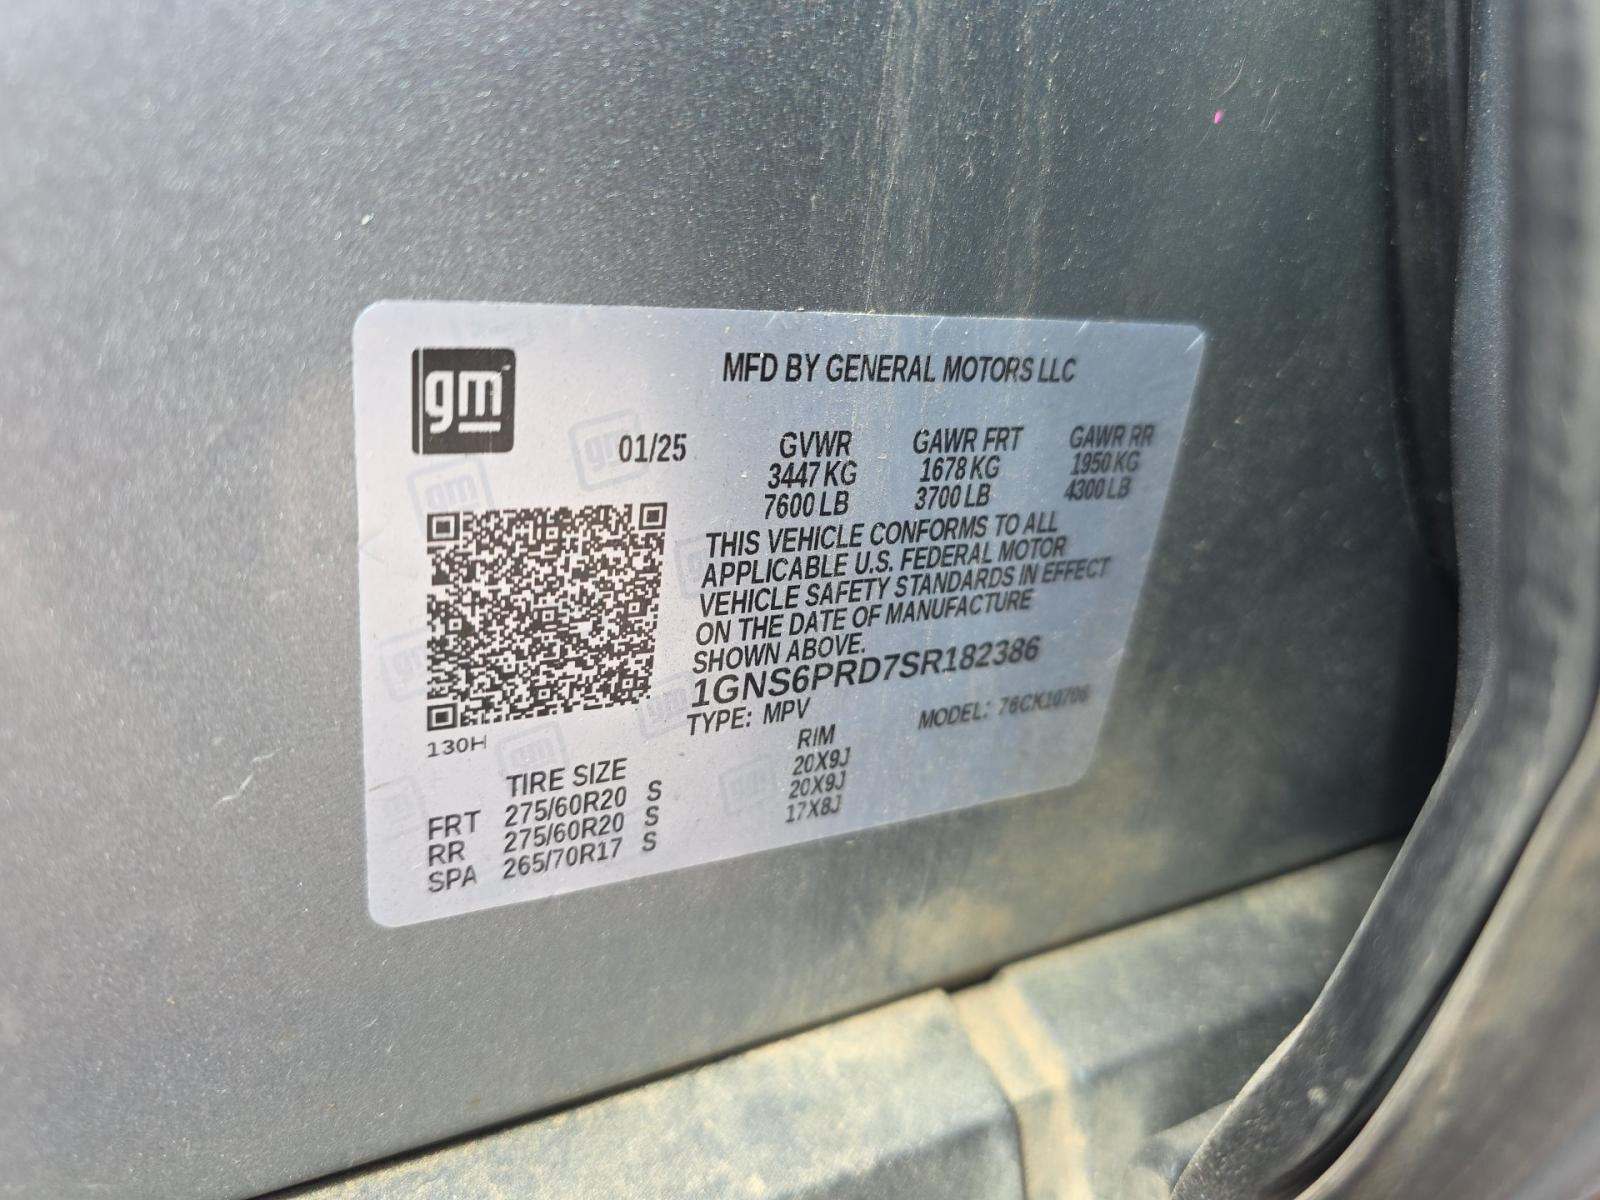 gm
MFD BY GENERAL MOTORS LLC
01/25 GVWR GAWR FRT GAWR RR
3447 KG 1678 KG 1950 KG
7600 LB 3700 LB 4300 LB
THIS VEHICLE CONFORMS TO ALL
APPLICABLE U.S. FEDERAL MOTOR
VEHICLE SAFETY STANDARDS IN EFFECT
ON THE DATE OF MANUFACTURE
SHOWN ABOVE.
1GNS6PRD7SR182386
TYPE: MPV MODEL: 76CK10706
130H
TIRE SIZE RIM
FRT 275/60R20 S 20X9J
RR 275/60R20 S 20X9J
SPA 265/70R17 S 17X8J